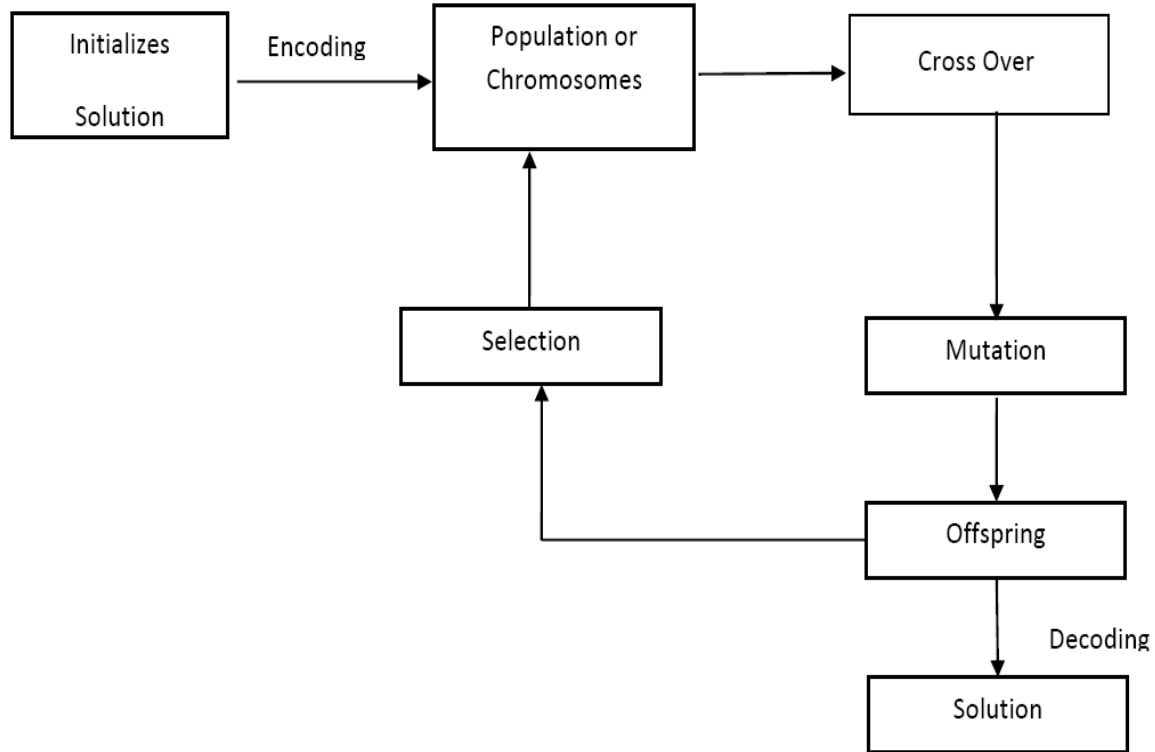 Initializes
Solution
Encoding
Population or
Chromosomes
Cross Over
Selection
Mutation
Offspring
Decoding
Solution